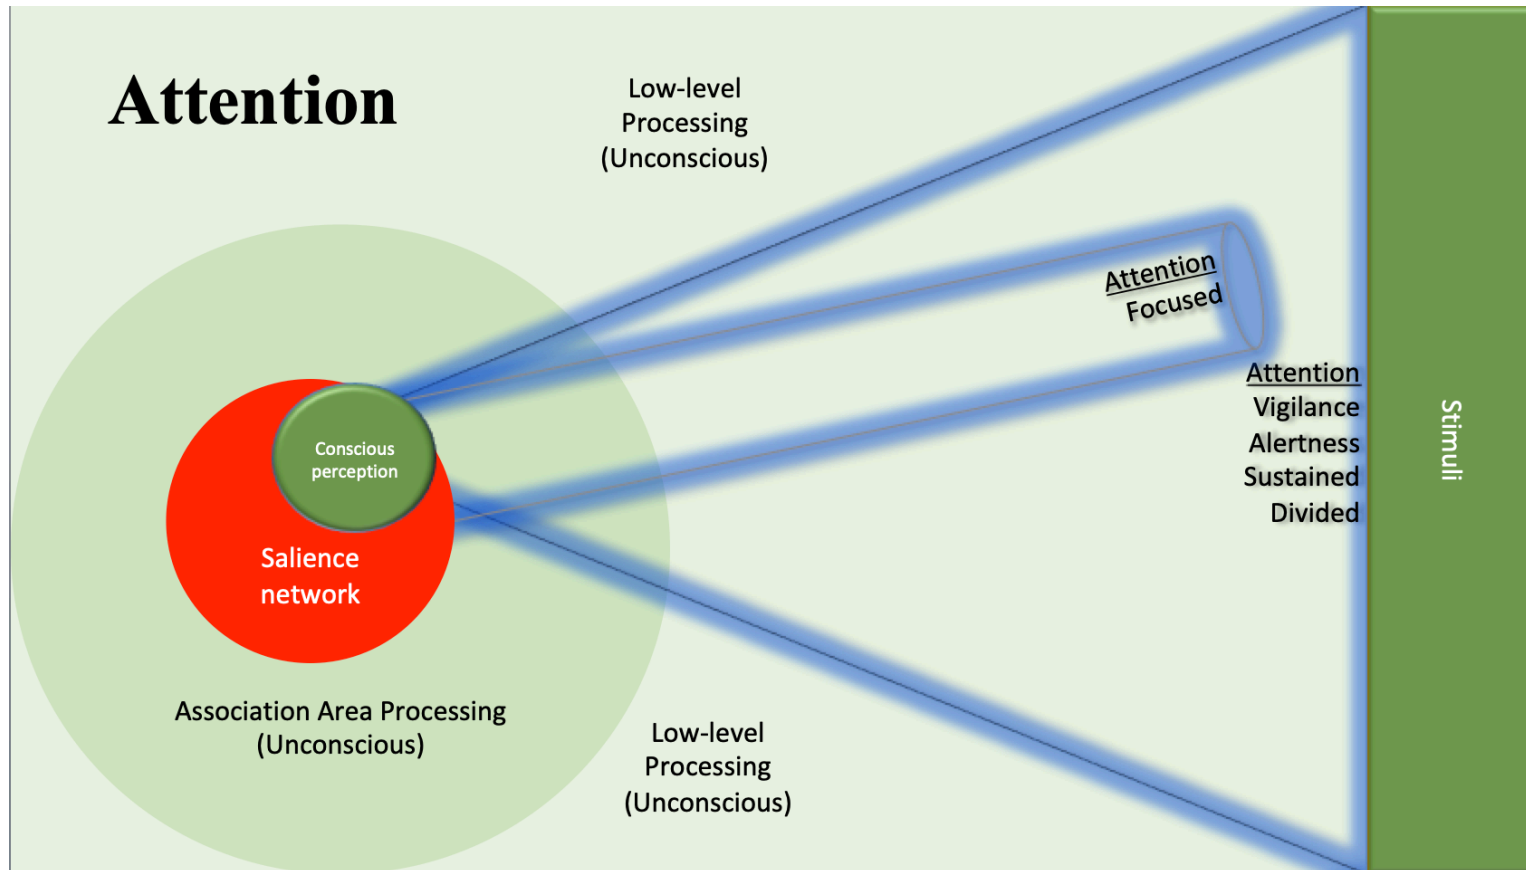 Attention
Low-level
Processing
(Unconscious)
Attention
Focused
Attention
Vigilance
Alertness
Sustained
Divided
Stimuli
Conscious
perception
Salience
network
Association Area Processing
(Unconscious)
Low-level
Processing
(Unconscious)